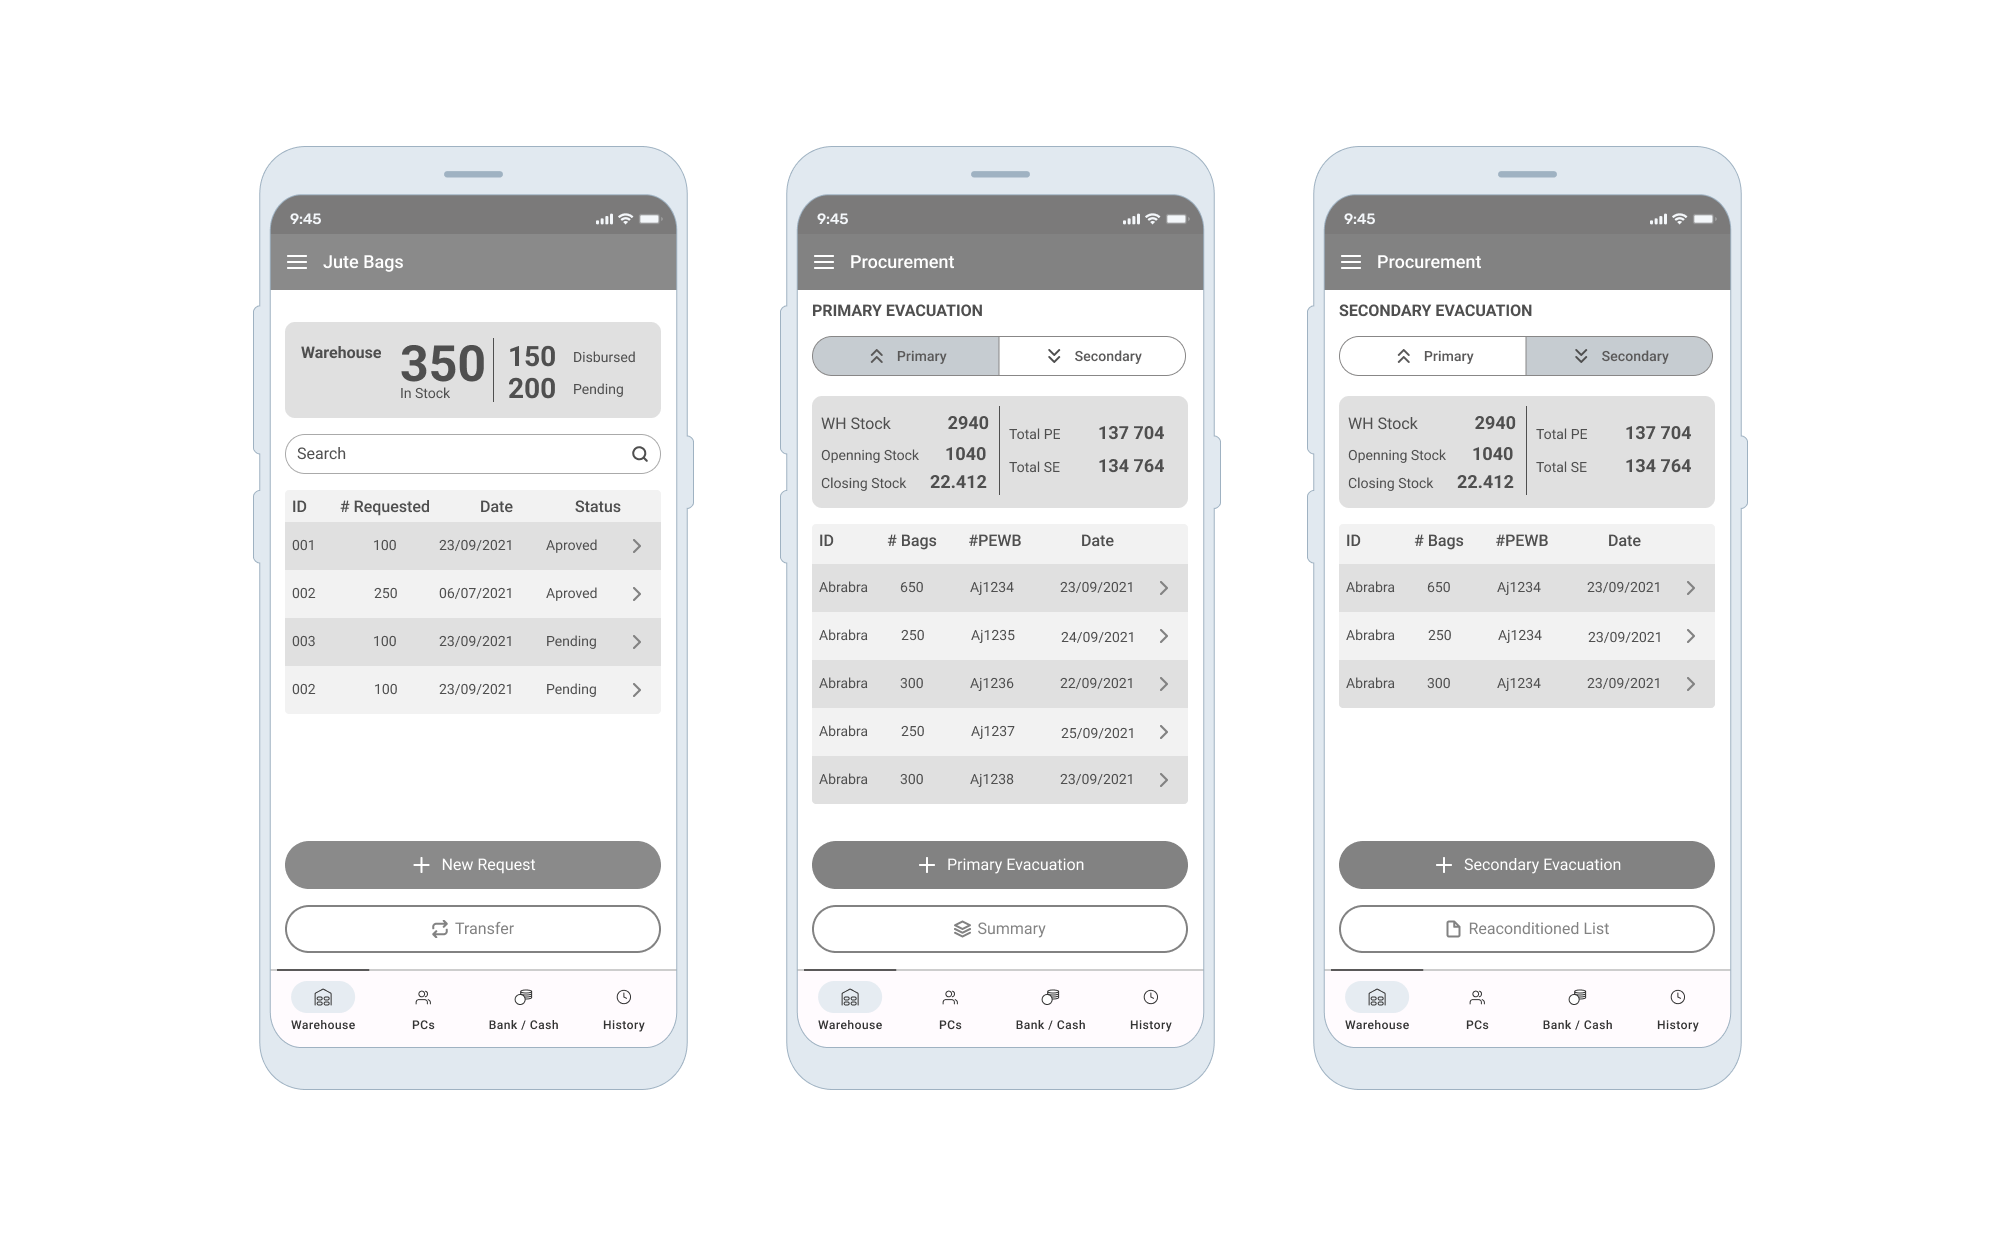 9:45
Jute Bags
Warehouse 350 In Stock 150 Disbursed
200 Pending
Search
ID # Requested Date Status
001 100 23/09/2021 Aproved
002 250 06/07/2021 Aproved
003 100 23/09/2021 Pending
002 100 23/09/2021 Pending
New Request
Transfer
Warehouse PCs Bank / Cash History
9:45
Procurement
PRIMARY EVACUATION
Primary Secondary
WH Stock 2940
Openning Stock 1040
Closing Stock 22.412
Total PE 137 704
Total SE 134 764
ID # Bags #PEWB Date
Abrabra 650 Aj1234 23/09/2021
Abrabra 250 Aj1235 24/09/2021
Abrabra 300 Aj1236 22/09/2021
Abrabra 250 Aj1237 25/09/2021
Abrabra 300 Aj1238 23/09/2021
Primary Evacuation
Summary
Warehouse PCs Bank / Cash History
9:45
Procurement
SECONDARY EVACUATION
Primary Secondary
WH Stock 2940
Openning Stock 1040
Closing Stock 22.412
Total PE 137 704
Total SE 134 764
ID # Bags #PEWB Date
Abrabra 650 Aj1234 23/09/2021
Abrabra 250 Aj1234 23/09/2021
Abrabra 300 Aj1234 23/09/2021
Secondary Evacuation
Reaconditioned List
Warehouse PCs Bank / Cash History